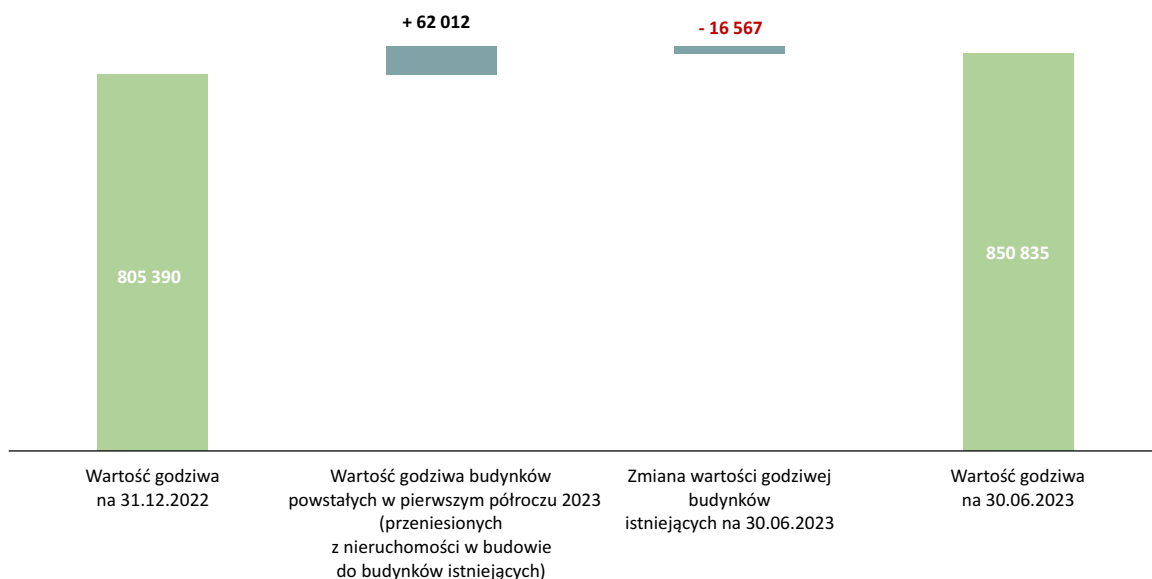 + 62 012
- 16 567
805 390
850 835
Wartość godziwa
na 31.12.2022
Wartość godziwa budynków
powstałych w pierwszym półroczu 2023
(przeniesionych
z nieruchomości w budowie
do budynków istniejących)
Zmiana wartości godziwej
budynków
istniejących na 30.06.2023
Wartość godziwa
na 30.06.2023